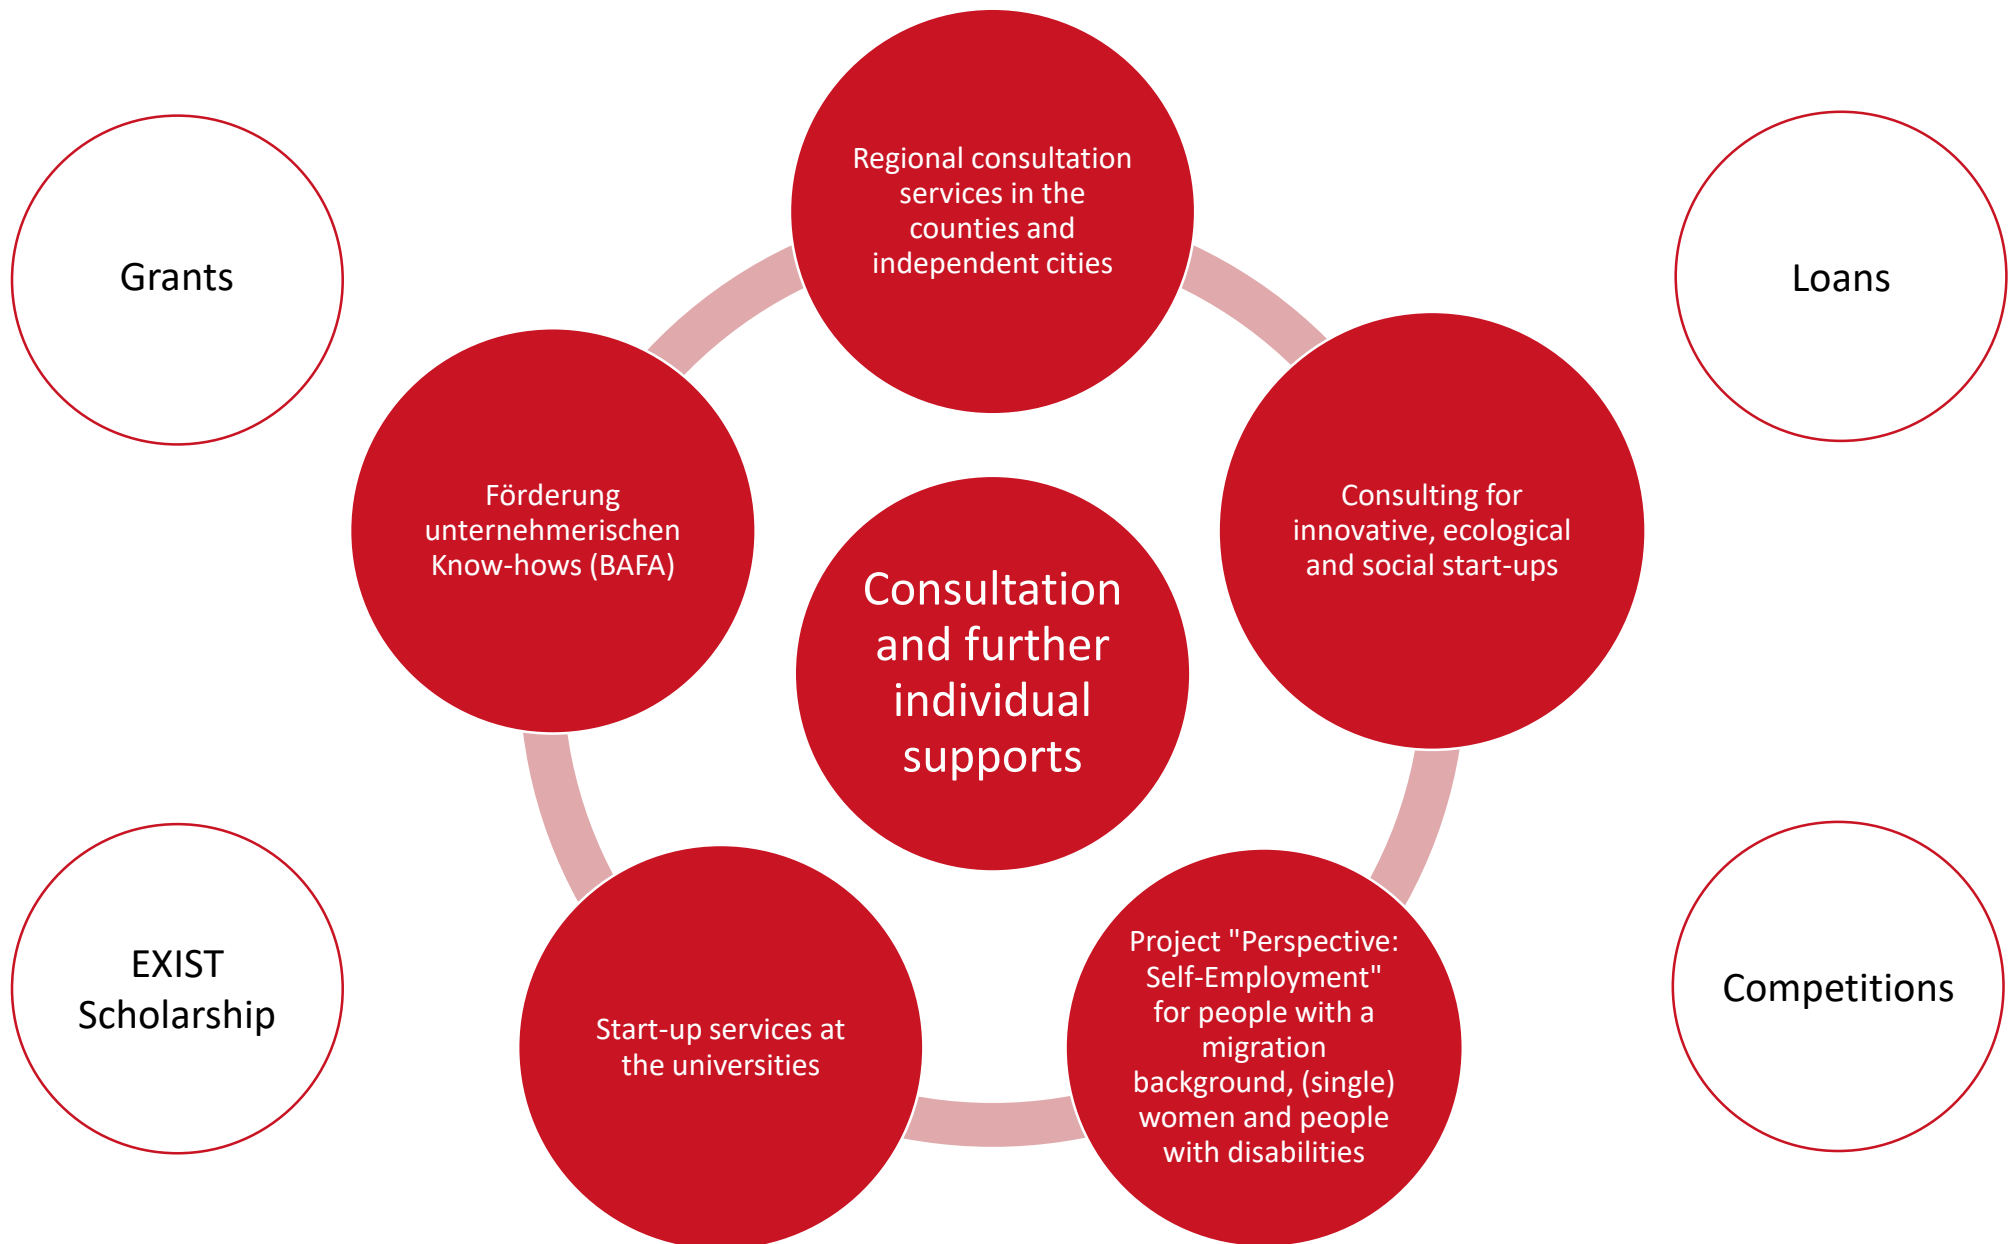 Regional consultation
services in the
counties and
independent cities
Grants
Loans
Förderung
unternehmerischen
Know-hows (BAFA)
Consulting for
innovative, ecological
and social start-ups
Consultation
and further
individual
supports
EXIST
Scholarship
Start-up services at
the universities
Project "Perspective:
Self-Employment"
for people with a
migration
background, (single)
women and people
with disabilities
Competitions